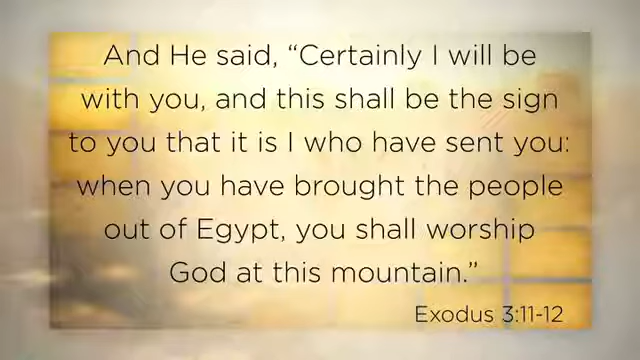 And He said, “Certainly I will be
with you, and this shall be the sign
to you that it is I who have sent you:
when you have brought the people
out of Egypt, you shall worship
God at this mountain.”
Exodus 3:11-12